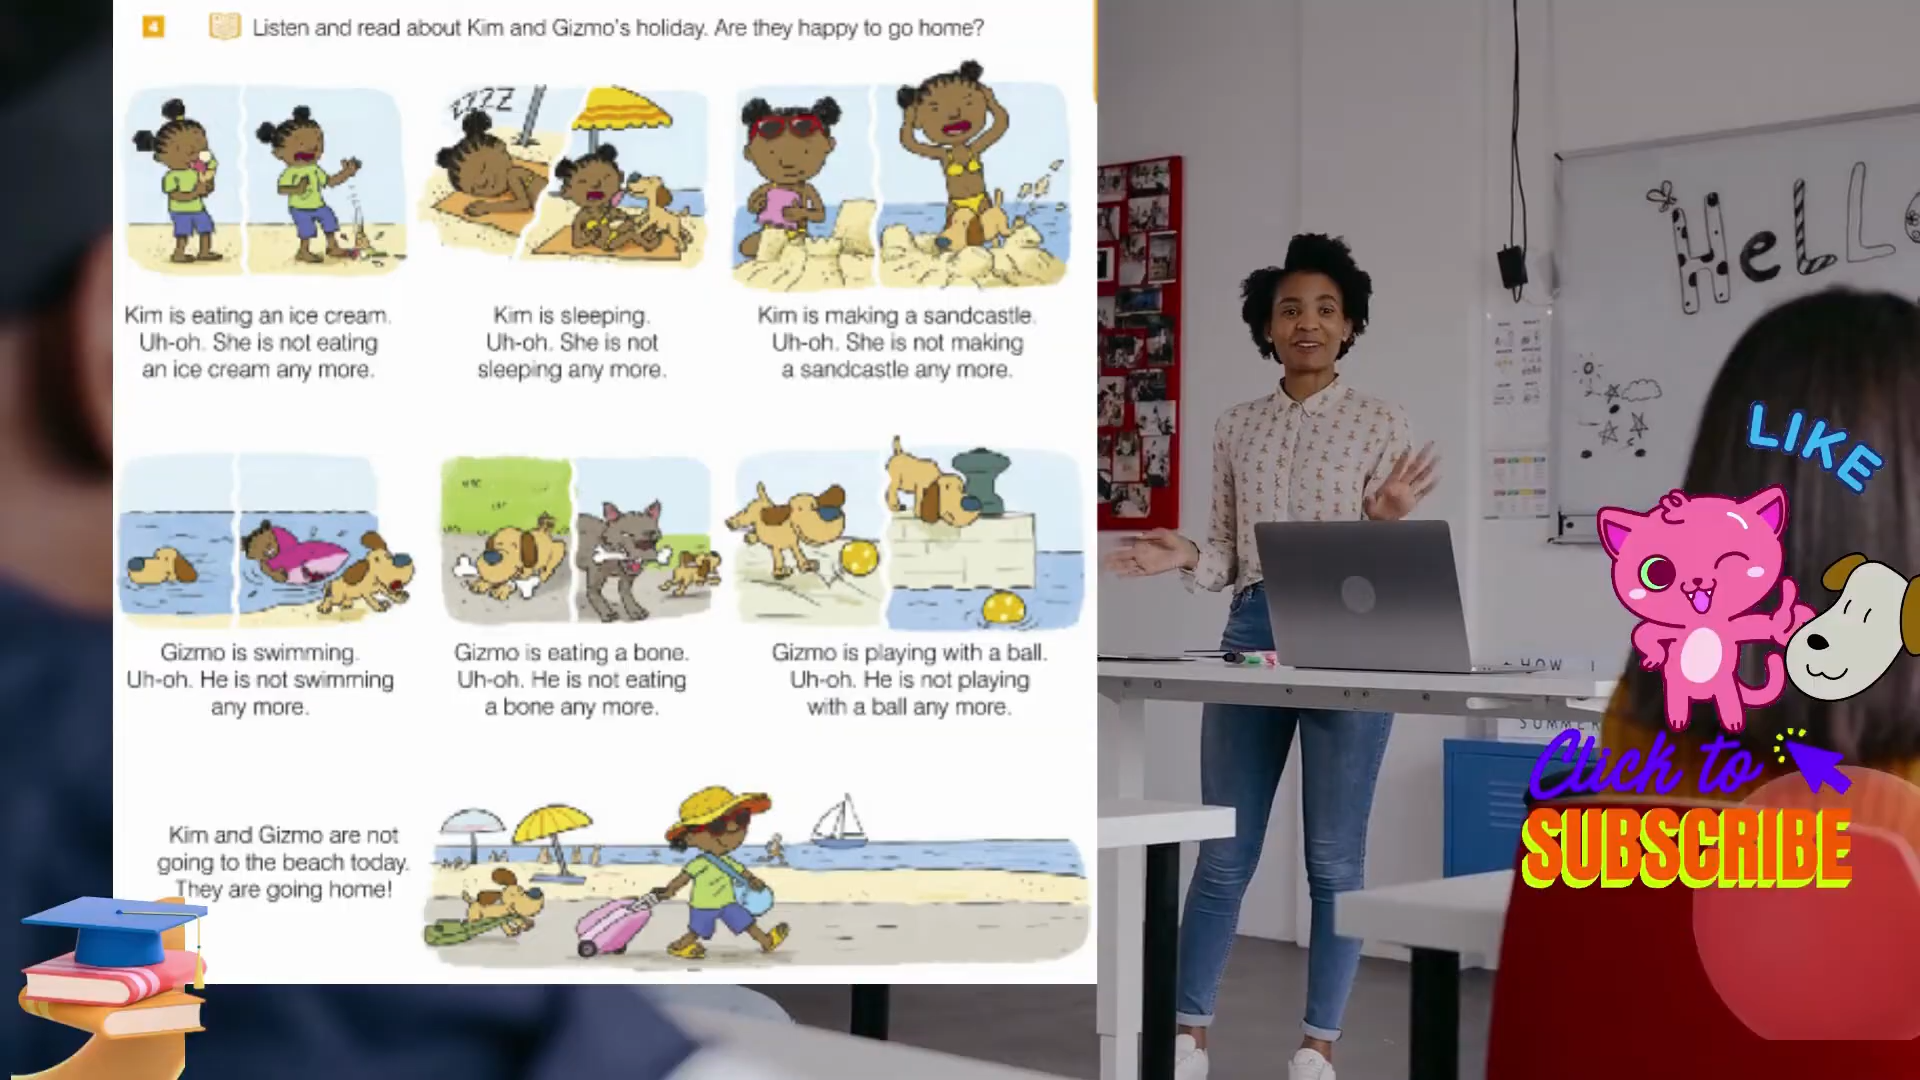 4 Listen and read about Kim and Gizmo's holiday. Are they happy to go home?
ZZZZ
Kim is eating an ice cream.
Uh-oh. She is not eating
an ice cream any more.
Kim is sleeping.
Uh-oh. She is not
sleeping any more.
Kim is making a sandcastle.
Uh-oh. She is not making
a sandcastle any more.
Gizmo is swimming.
Uh-oh. He is not swimming
any more.
Gizmo is eating a bone.
Uh-oh. He is not eating
a bone any more.
Gizmo is playing with a ball.
Uh-oh. He is not playing
with a ball any more.
Kim and Gizmo are not
going to the beach today.
They are going home!
HeLL
LIKE
HOW I
SUMMER
Click to
SUBSCRIBE